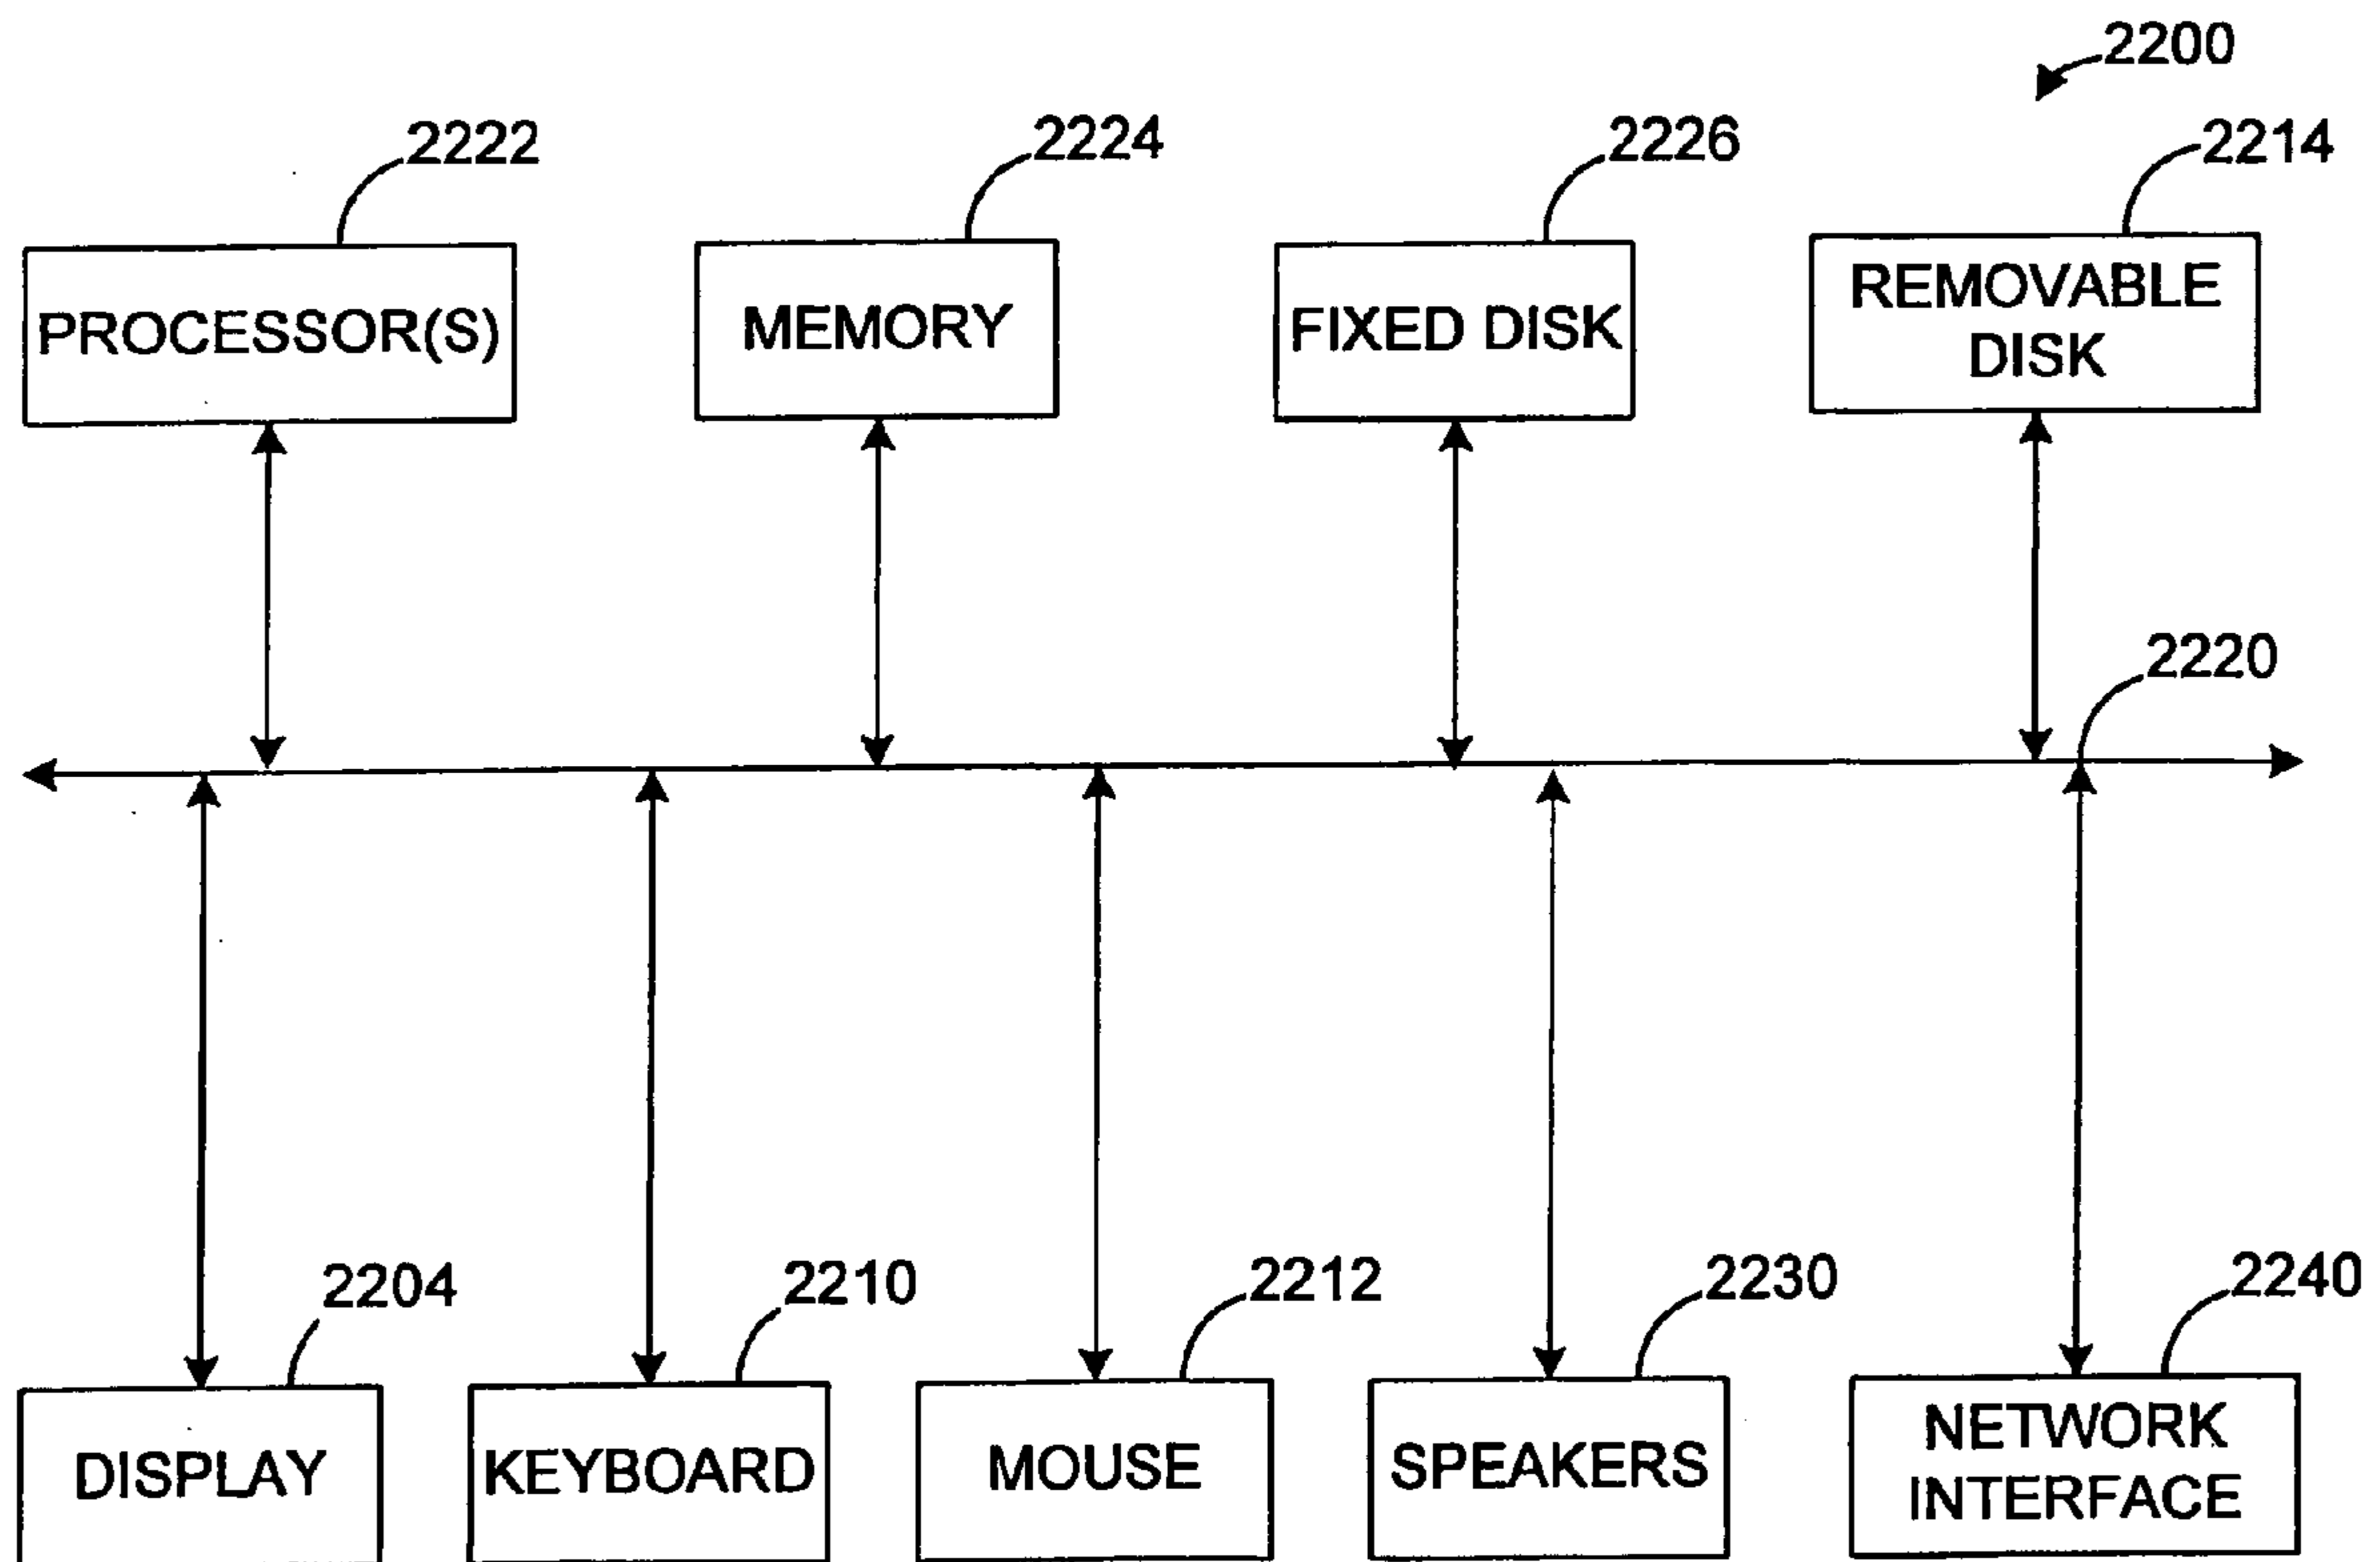 2200
2222
2224
2226
2214
PROCESSOR(S)
MEMORY
FIXED DISK
REMOVABLE
DISK
2220
2204
2210
2212
2230
2240
DISPLAY
KEYBOARD
MOUSE
SPEAKERS
NETWORK
INTERFACE